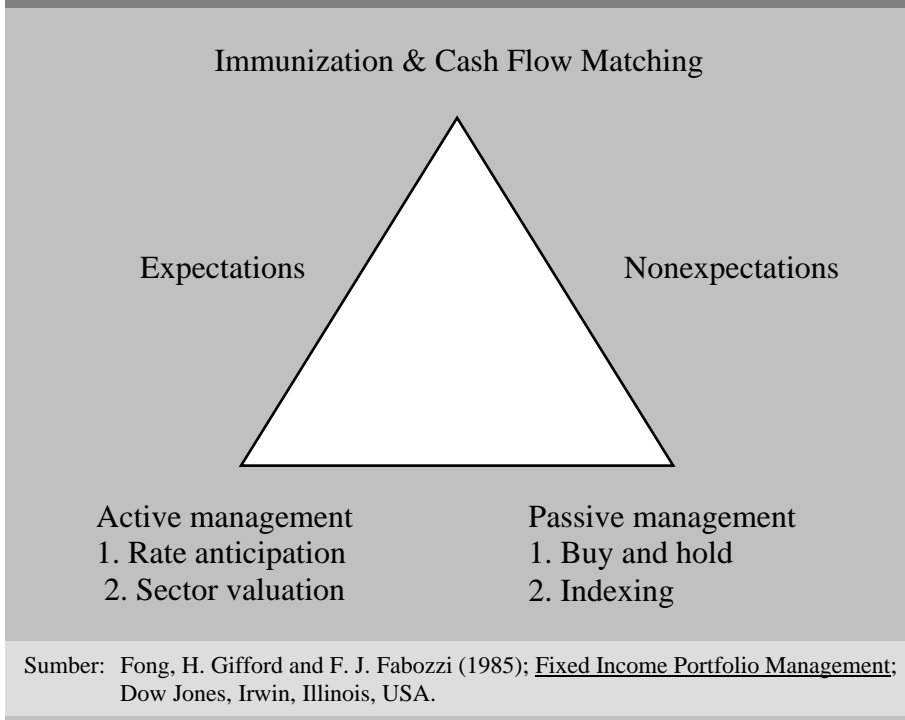 Immunization & Cash Flow Matching
Expectations
Nonexpectations
Active management
1. Rate anticipation
2. Sector valuation
Passive management
1. Buy and hold
2. Indexing
Sumber: Fong, H. Gifford and F. J. Fabozzi (1985); Fixed Income Portfolio Management;
Dow Jones, Irwin, Illinois, USA.